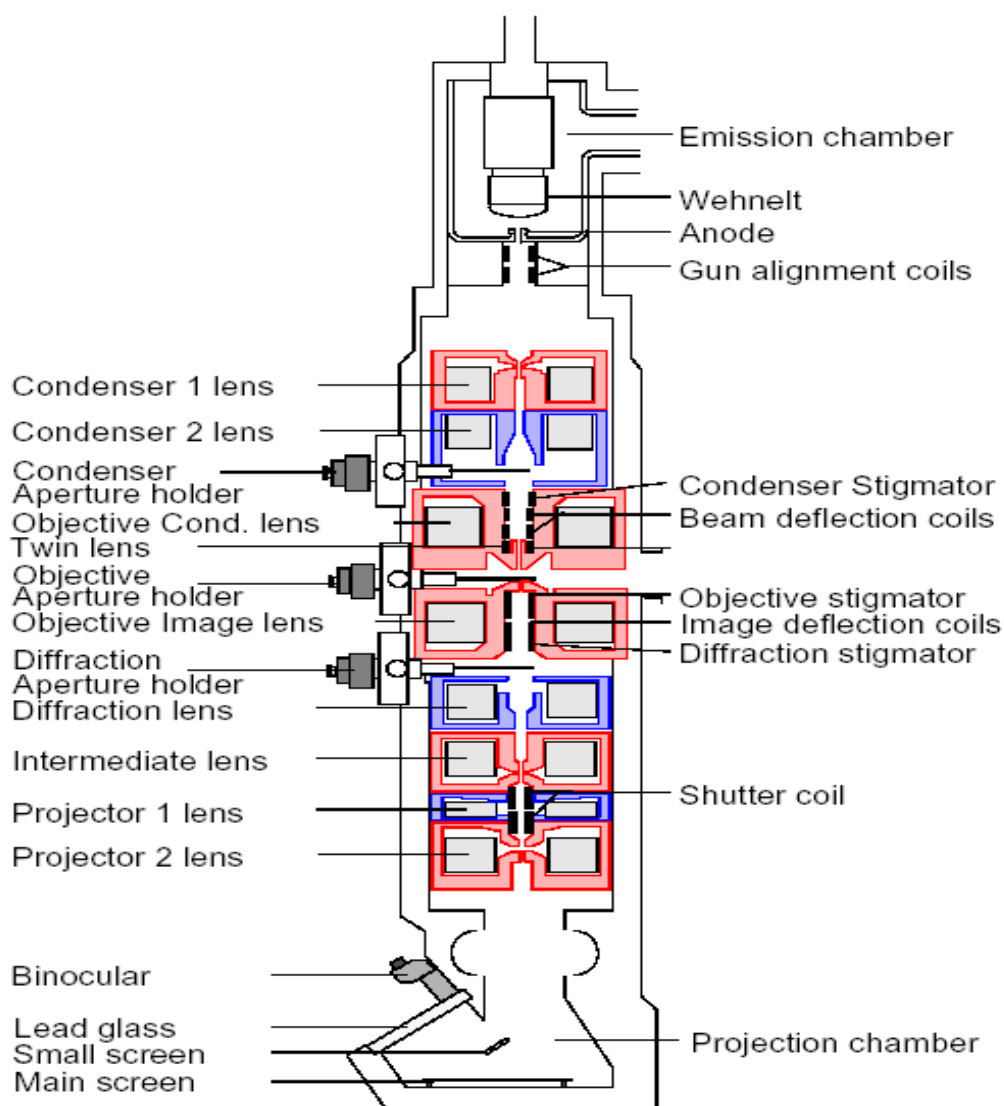 Emission chamber
Wehnelt
Anode
Gun alignment coils
Condenser 1 lens
Condenser 2 lens
Condenser
Aperture holder
Objective Cond. lens
Twin lens
Objective
Aperture holder
Objective Image lens
Diffraction
Aperture holder
Diffraction lens
Intermediate lens
Projector 1 lens
Projector 2 lens
Condenser Stigmator
Beam deflection coils
Objective stigmator
Image deflection coils
Diffraction stigmator
Shutter coil
Binocular
Lead glass
Small screen
Main screen
Projection chamber